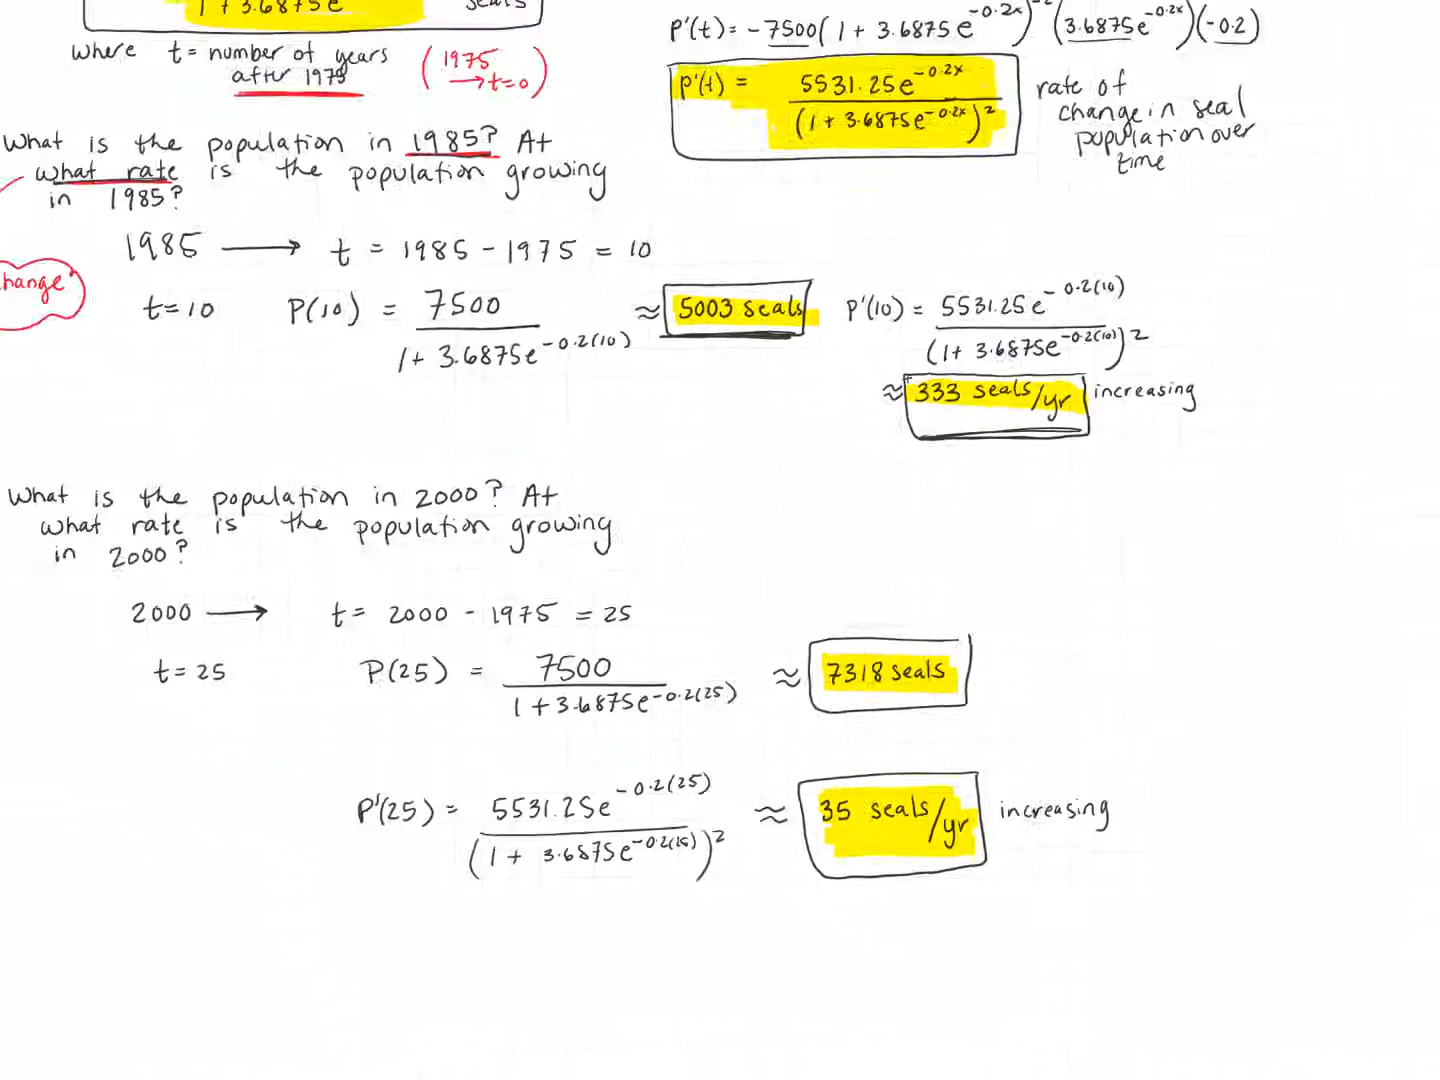 1 + 3.6875e
seals
where t = number of years
after 1975
(1975
→ t=0)
P'(t) = -7500(1 + 3.6875e^-0.2x)^-2 (3.6875e^-0.2x)(-0.2)
P'(t) = 5531.25e^-0.2x / (1 + 3.6875e^-0.2x)^2
rate of
change in seal
population over
time
What is the population in 1985? At
what rate is the population growing
in 1985?
1985 → t = 1985 - 1975 = 10
hange
t=10 P(10) = 7500 / 1 + 3.6875e^-0.2(10) ≈ 5003 seals
P'(10) = 5531.25e^-0.2(10) / (1 + 3.6875e^-0.2(10))^2
≈ +333 seals/yr increasing
What is the population in 2000? At
what rate is the population growing
in 2000?
2000 → t = 2000 - 1975 = 25
t=25 P(25) = 7500 / 1 + 3.6875e^-0.2(25) ≈ 7318 seals
P'(25) = 5531.25e^-0.2(25) / (1 + 3.6875e^-0.2(25))^2 ≈ 35 seals/yr increasing